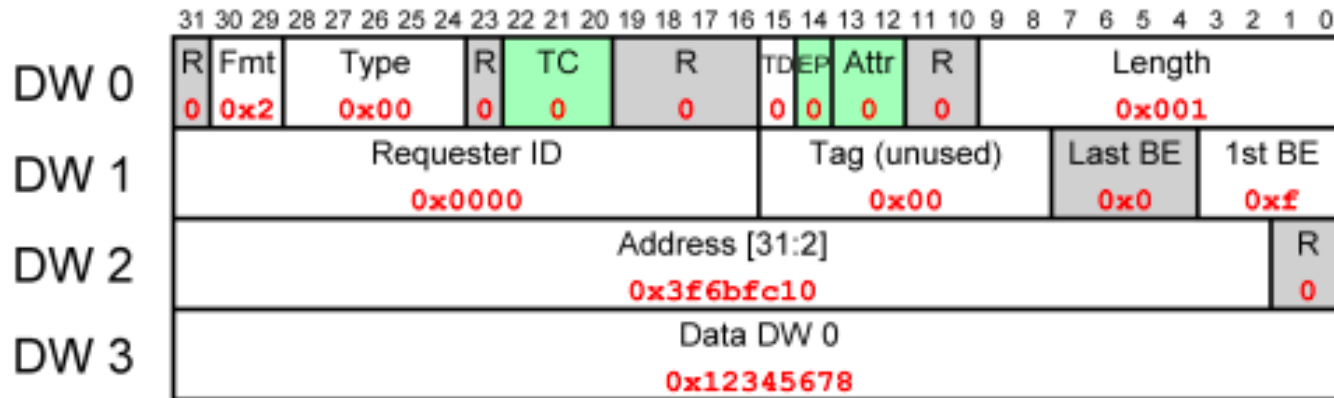 31 30 29 28 27 26 25 24 23 22 21 20 19 18 17 16 15 14 13 12 11 10 9 8 7 6 5 4 3 2 1 0
DW 0
R Fmt Type R TC R TD EP Attr R Length
0 0x2 0x00 0 0 0 0 0 0 0 0x001
DW 1
Requester ID Tag (unused) Last BE 1st BE
0x0000 0x00 0x0 0xf
DW 2
Address [31:2] R
0x3f6bfc10 0
DW 3
Data DW 0
0x12345678